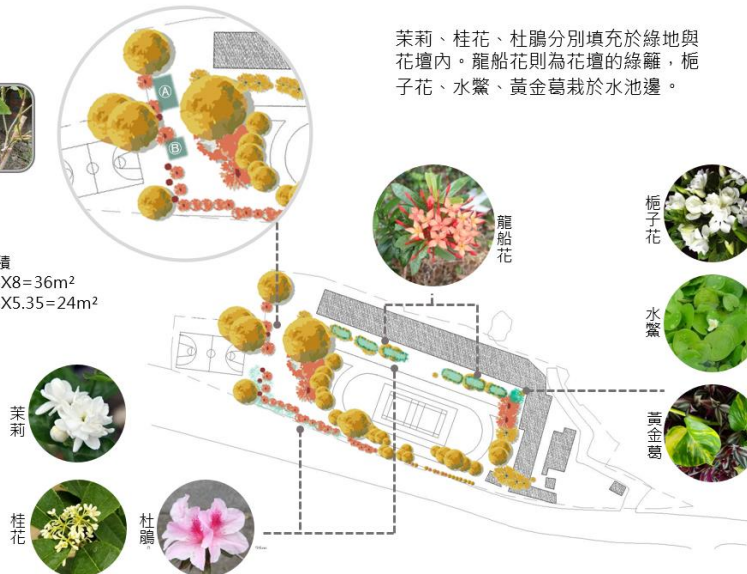 茉莉、桂花、杜鵑分別填充於綠地與
花壇內。龍船花則為花壇的綠籬，梔
子花、水鱉、黃金葛栽於水池邊。
A
B
積
X8=36m²
X5.35=24m²
龍船花
梔子花
水鱉
黃金葛
茉莉
桂花
杜鵑